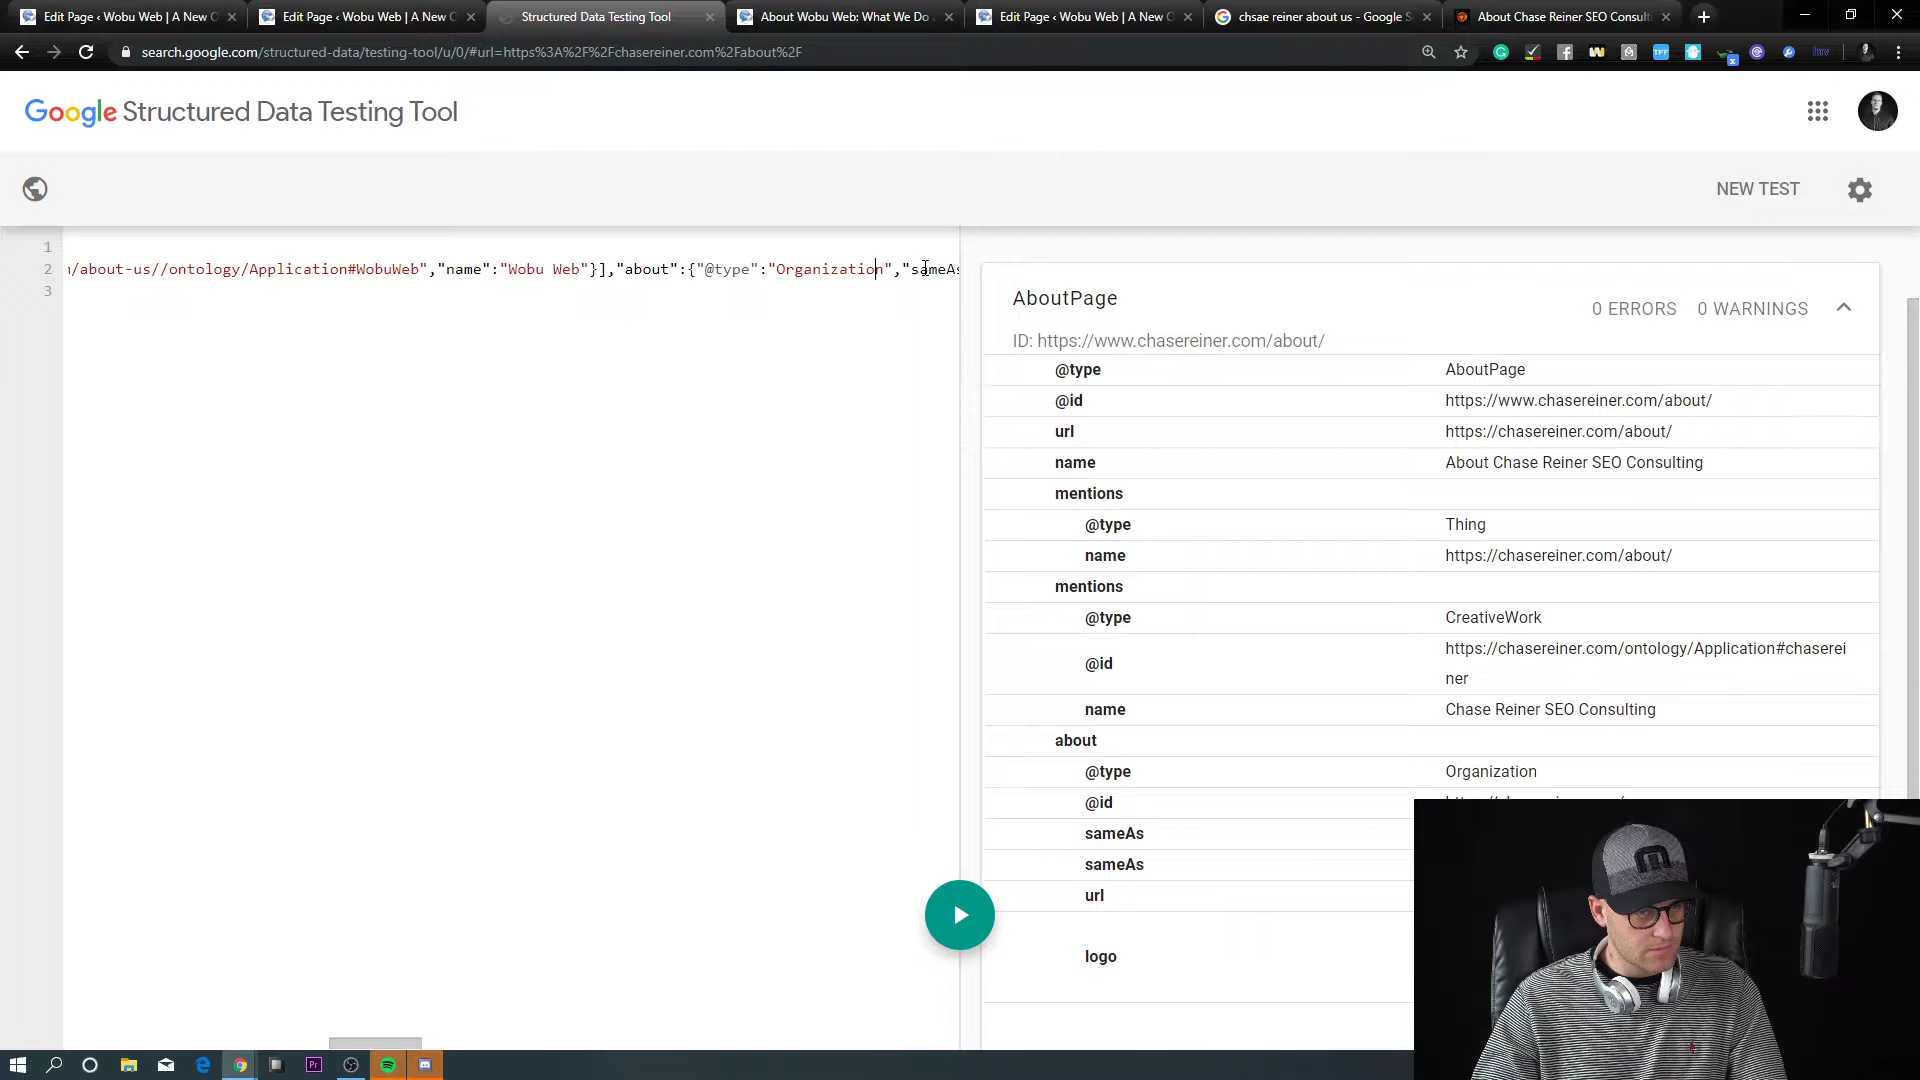 Edit Page ‹ Wobu Web | A New O
Edit Page ‹ Wobu Web | A New O
Structured Data Testing Tool
About Wobu Web: What We Do
Edit Page ‹ Wobu Web | A New O
chsae reiner about us - Google S
About Chase Reiner SEO Consulti
search.google.com/structured-data/testing-tool/u/0/#url=https%3A%2F%2Fchasereiner.com%2Fabout%2F
Google Structured Data Testing Tool
NEW TEST
1
2 /about-us//ontology/Application#WobuWeb","name":"Wobu Web"}],"about":{"@type":"Organization","sameAs
3
AboutPage
0 ERRORS 0 WARNINGS
ID: https://www.chasereiner.com/about/
@type AboutPage
@id https://www.chasereiner.com/about/
url https://chasereiner.com/about/
name About Chase Reiner SEO Consulting
mentions
@type Thing
name https://chasereiner.com/about/
mentions
@type CreativeWork
@id https://chasereiner.com/ontology/Application#chaserei
ner
name Chase Reiner SEO Consulting
about
@type Organization
@id
sameAs
sameAs
url
logo